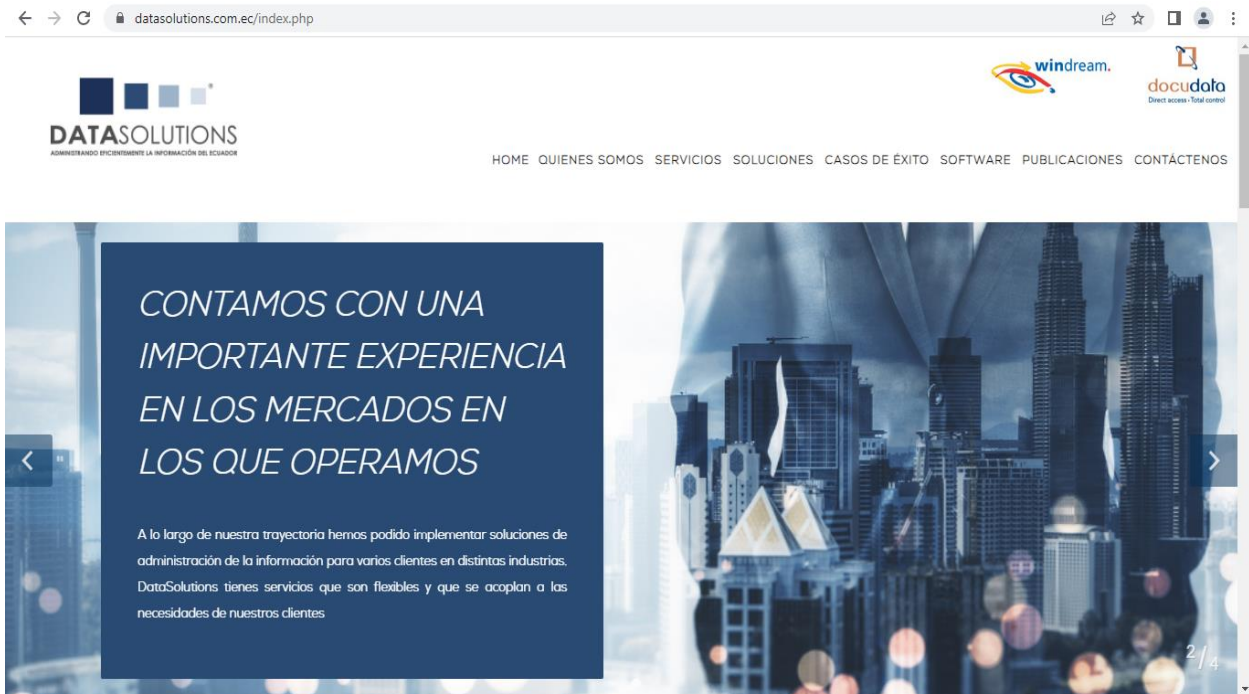 datasolutions.com.ec/index.php
windream.
docudata
Direct access - Total control
DATASOLUTIONS
ADMINISTRANDO EFICIENTEMENTE LA INFORMACIÓN DEL ECUADOR
HOME QUIENES SOMOS SERVICIOS SOLUCIONES CASOS DE ÉXITO SOFTWARE PUBLICACIONES CONTÁCTENOS
CONTAMOS CON UNA
IMPORTANTE EXPERIENCIA
EN LOS MERCADOS EN
LOS QUE OPERAMOS
A lo largo de nuestra trayectoria hemos podido implementar soluciones de
administración de la información para varios clientes en distintas industrias.
DataSolutions tienes servicios que son flexibles y que se acoplan a las
necesidades de nuestros clientes
2/4